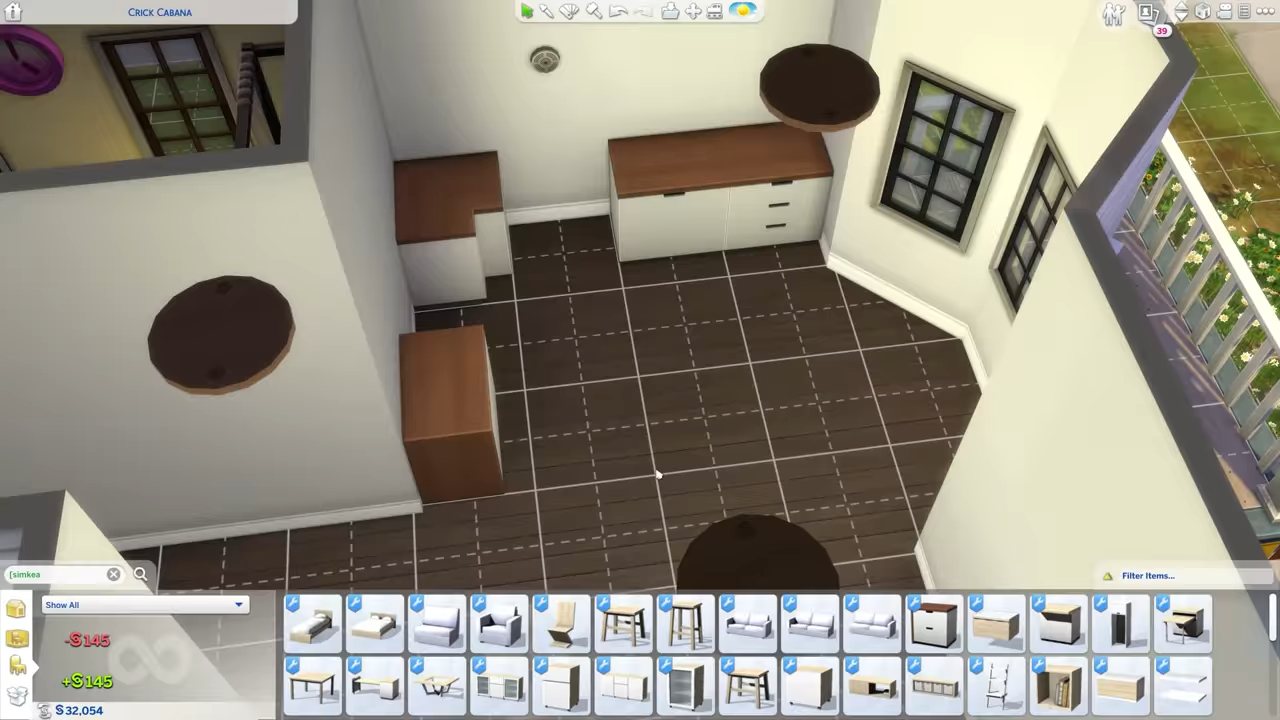 CRICK CABANA
39
[simkea
Filter Items...
Show All
-§145
+§145
§32,054